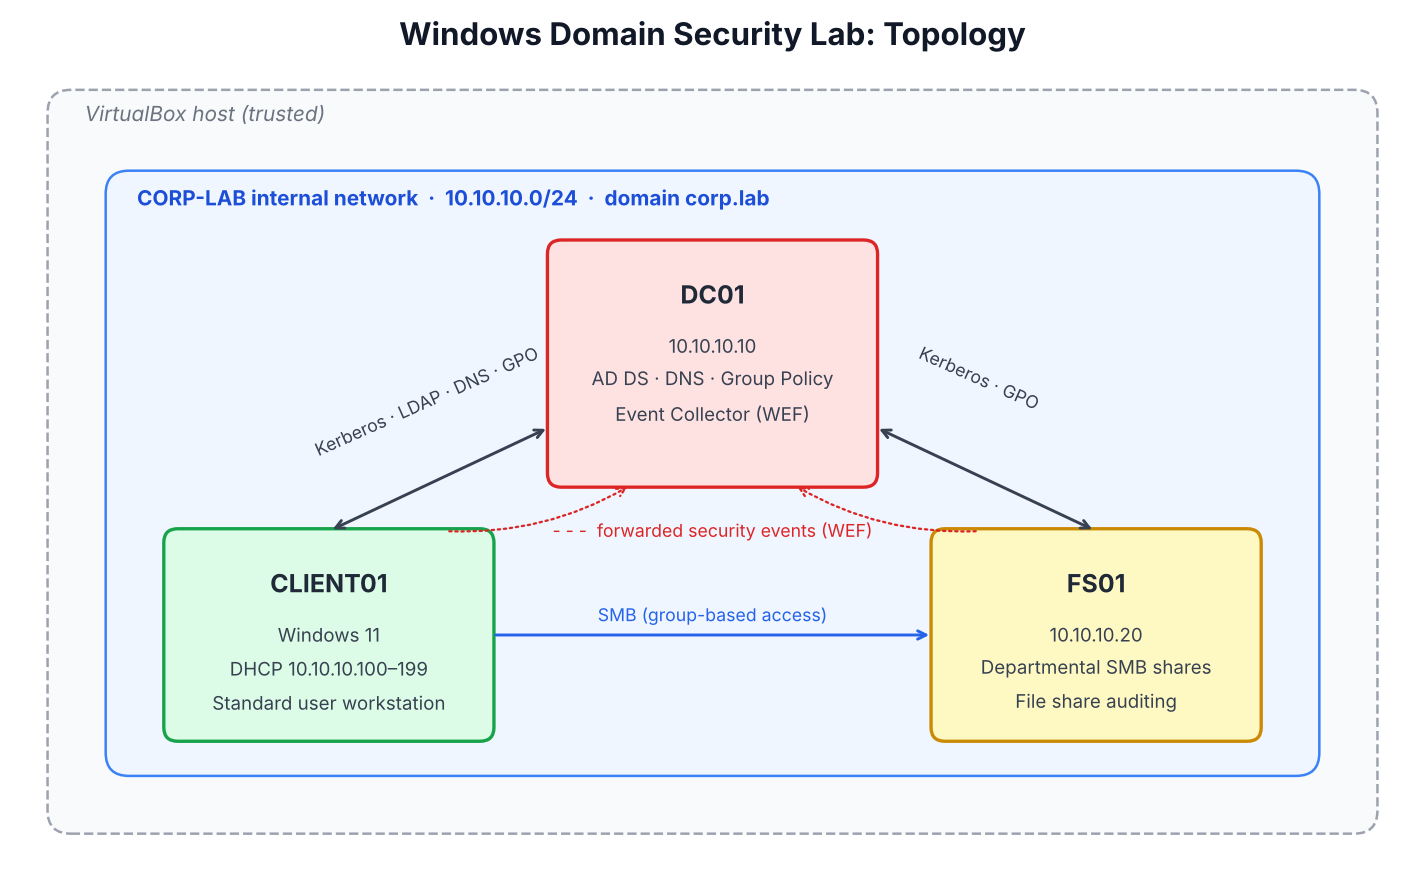 Windows Domain Security Lab: Topology
VirtualBox host (trusted)
CORP-LAB internal network · 10.10.10.0/24 · domain corp.lab
DC01
10.10.10.10
AD DS · DNS · Group Policy
Event Collector (WEF)
Kerberos · LDAP · DNS · GPO
Kerberos · GPO
--- forwarded security events (WEF)
CLIENT01
Windows 11
DHCP 10.10.10.100–199
Standard user workstation
SMB (group-based access)
FS01
10.10.10.20
Departmental SMB shares
File share auditing